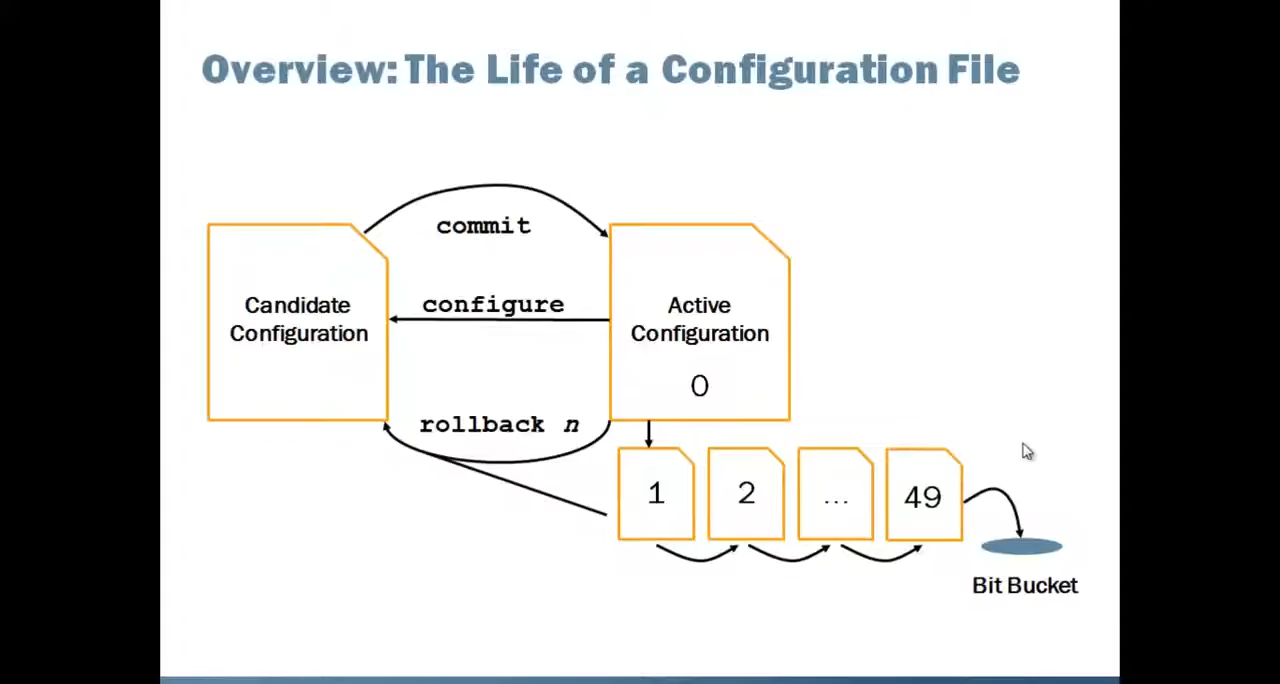 Overview: The Life of a Configuration File
commit
configure
Candidate
Configuration
Active
Configuration
0
rollback n
1
2
...
49
Bit Bucket